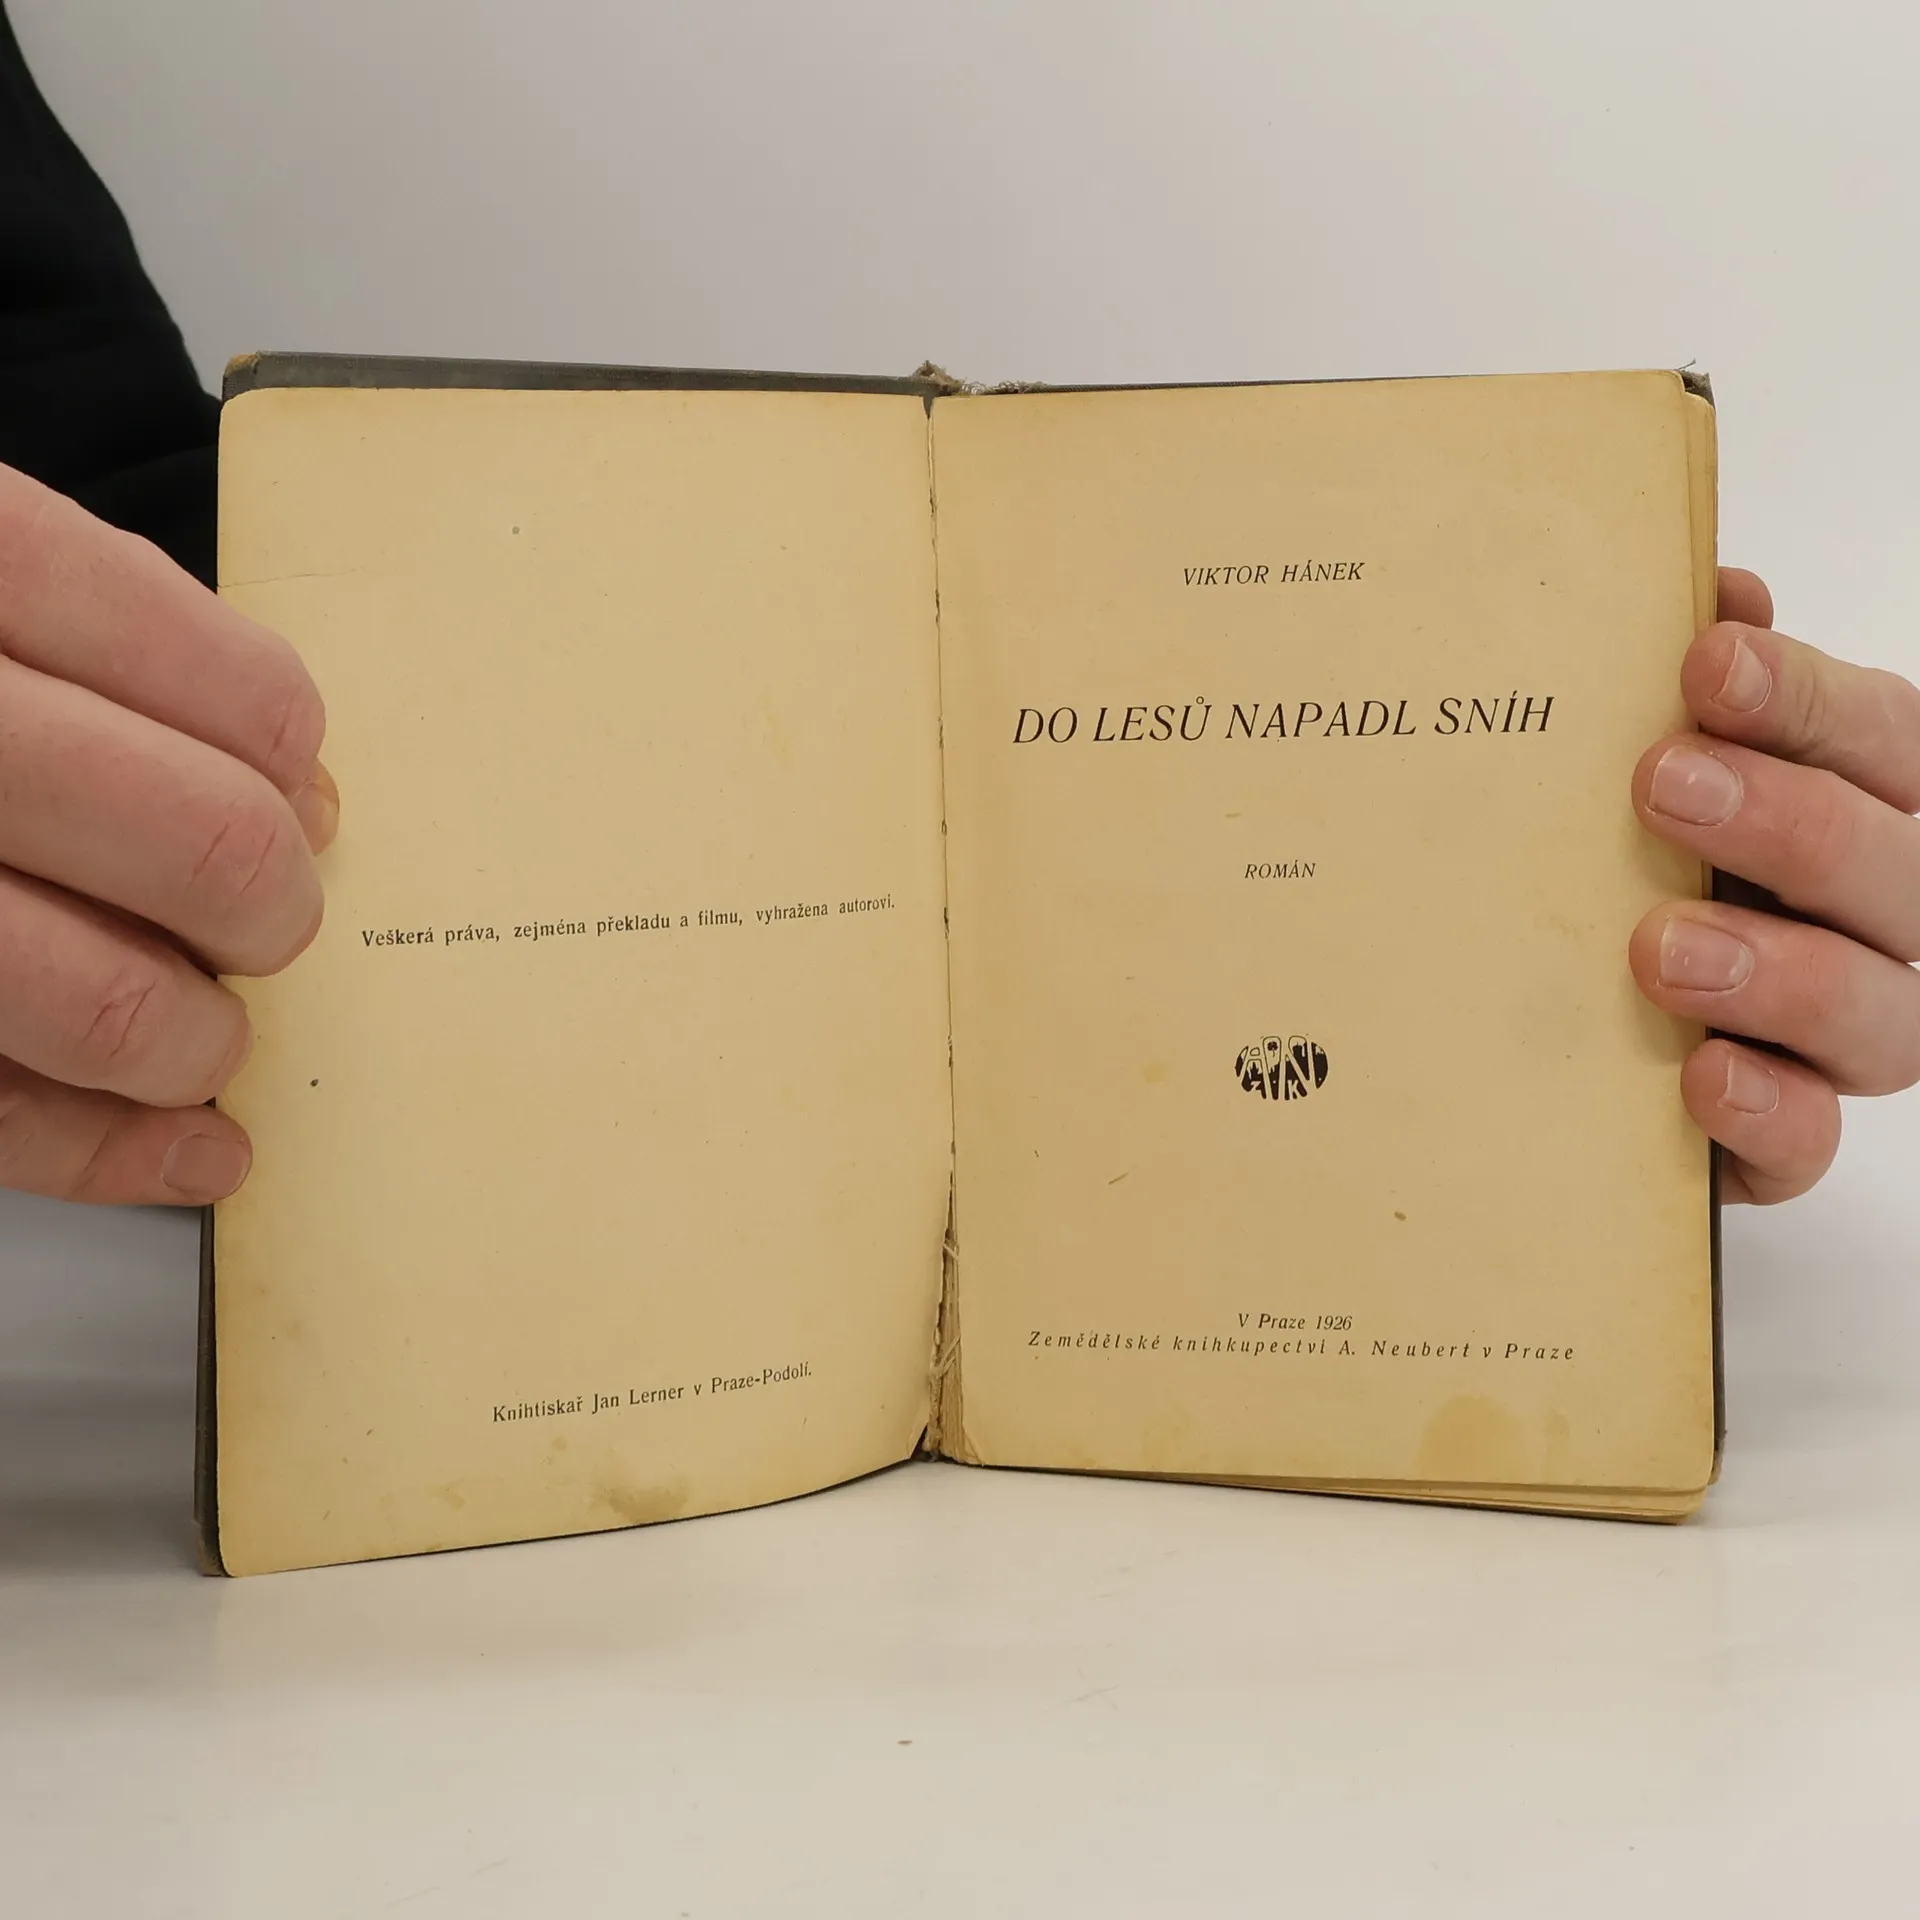 Veškerá práva, zejména překladu a filmu, vyhražena autorovi.
Knihtiskař Jan Lerner v Praze-Podolí.
VIKTOR HÁNEK
DO LESŮ NAPADL SNÍH
ROMÁN
V Praze 1926
Zemědělské knihkupectví A. Neubert v Praze